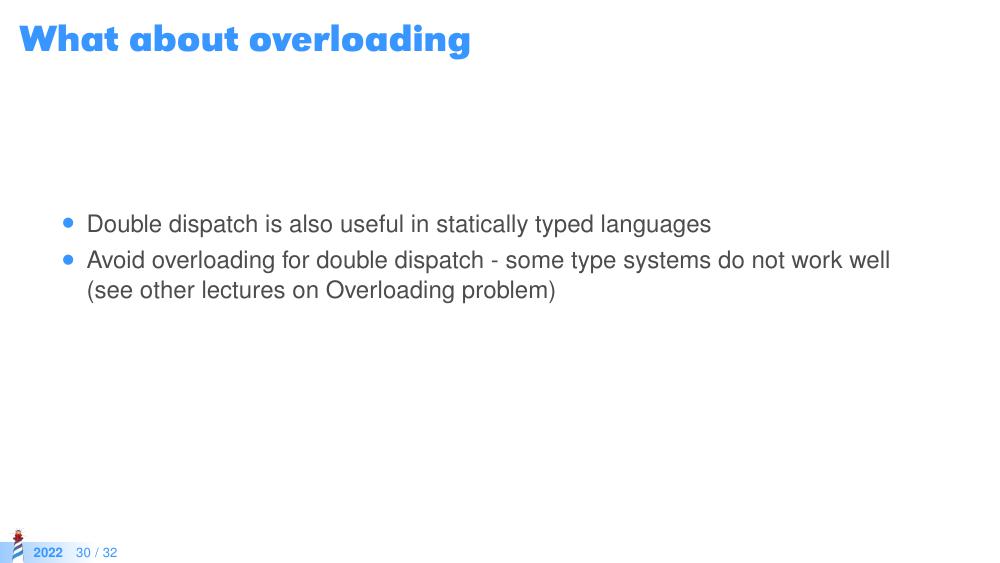 What about overloading
• Double dispatch is also useful in statically typed languages
• Avoid overloading for double dispatch - some type systems do not work well
(see other lectures on Overloading problem)
2022 30 / 32